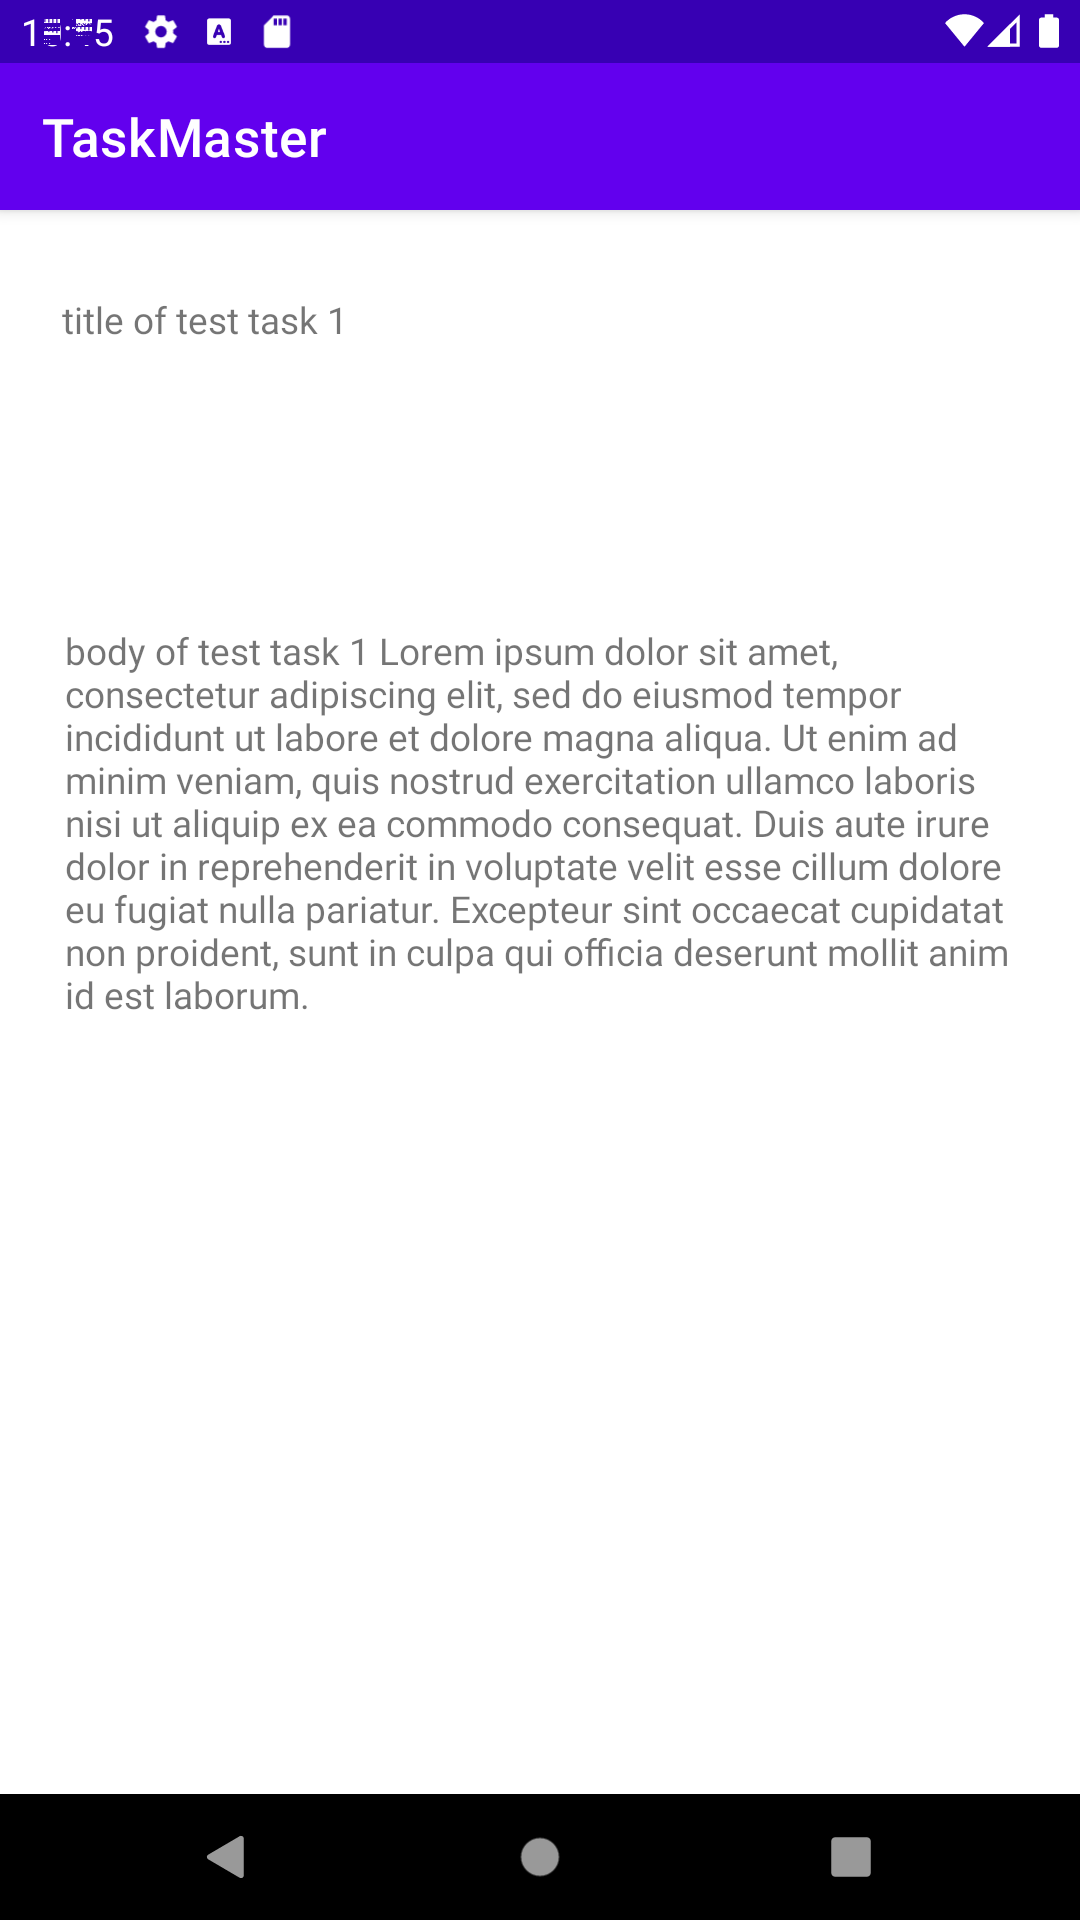 TaskMaster
title of test task 1
body of test task 1 Lorem ipsum dolor sit amet,
consectetur adipiscing elit, sed do eiusmod tempor
incididunt ut labore et dolore magna aliqua. Ut enim ad
minim veniam, quis nostrud exercitation ullamco laboris
nisi ut aliquip ex ea commodo consequat. Duis aute irure
dolor in reprehenderit in voluptate velit esse cillum dolore
eu fugiat nulla pariatur. Excepteur sint occaecat cupidatat
non proident, sunt in culpa qui officia deserunt mollit anim
id est laborum.